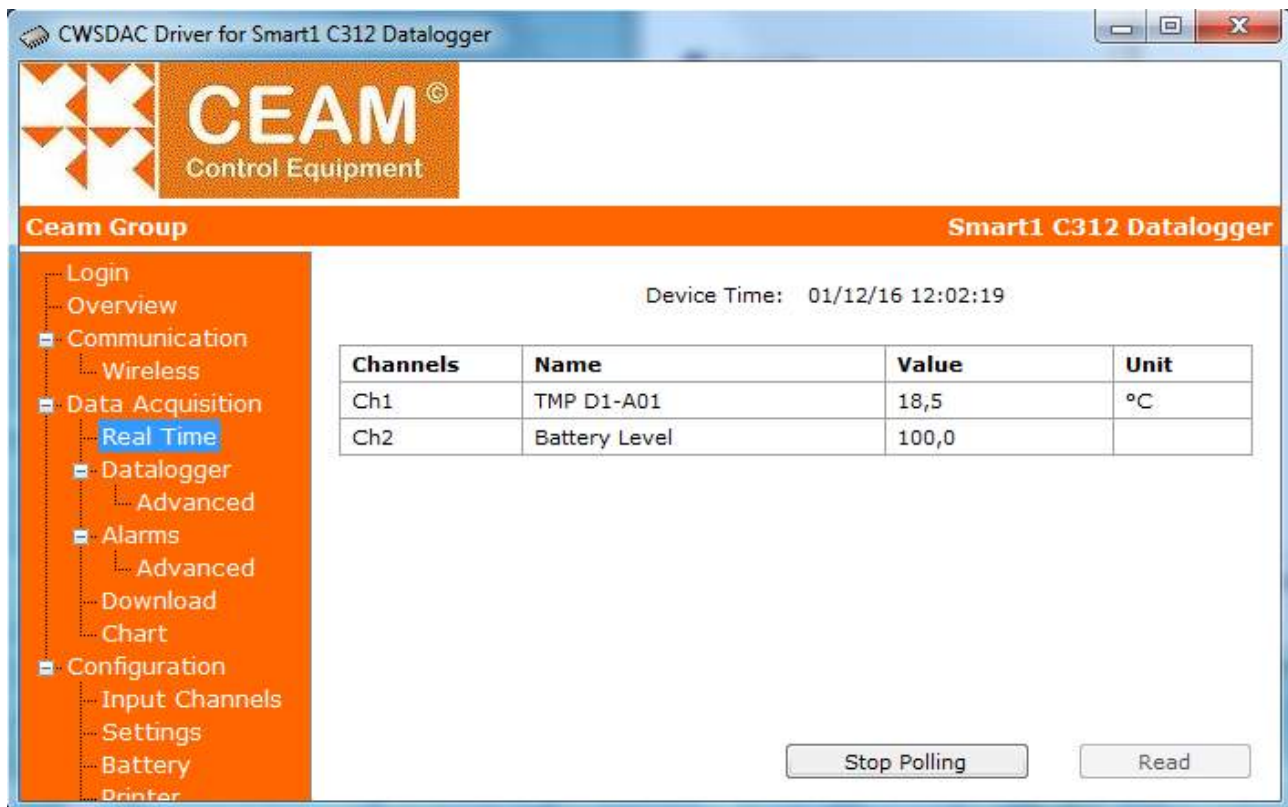 CWSDAC Driver for Smart1 C312 Datalogger
CEAM©
Control Equipment
Ceam Group Smart1 C312 Datalogger
Login
Overview
Communication
Wireless
Data Acquisition
Real Time
Datalogger
Advanced
Alarms
Advanced
Download
Chart
Configuration
Input Channels
Settings
Battery
Printer
Device Time: 01/12/16 12:02:19
Channels Name Value Unit
Ch1 TMP D1-A01 18,5 °C
Ch2 Battery Level 100,0
Stop Polling Read